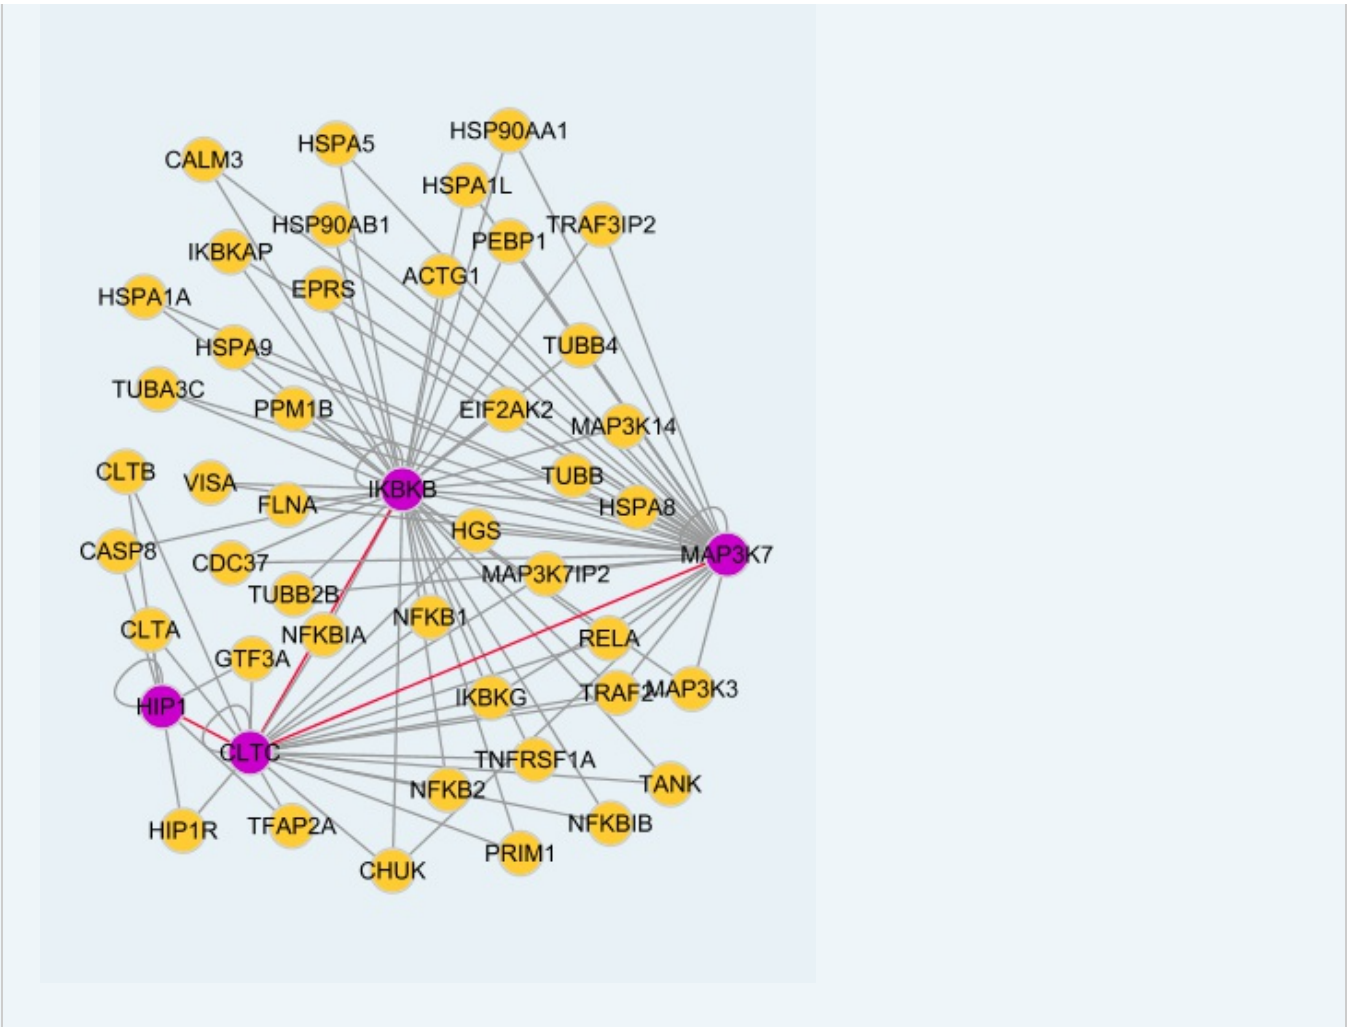 HSP90AA1
HSPA5
CALM3
HSPA1L
HSP90AB1
TRAF3IP2
PEBP1
IKBKAP
ACTG1
EPRS
HSPA1A
TUBB4
HSPA9
TUBA3C
PPM1B
EIF2AK2
MAP3K14
CLTB
VISA
TUBB
IKBKB
FLNA
HSPA8
HGS
CASP8
MAP3K7
CDC37
MAP3K7IP2
TUBB2B
NFKB1
CLTA
NFKBIA
RELA
GTF3A
IKBKG
TRAF2
MAP3K3
HIP1
CLTC
TNFRSF1A
TANK
NFKB2
NFKBIB
HIP1R
TFAP2A
PRIM1
CHUK